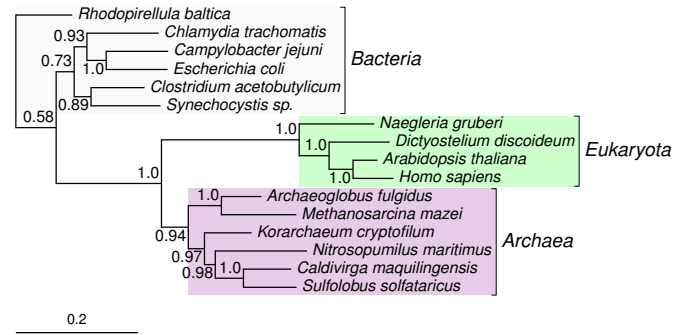 Rhodopirellula baltica
0.93
Chlamydia trachomatis
Campylobacter jejuni
0.73
1.0
Escherichia coli
Bacteria
Clostridium acetobutylicum
0.89
Synechocystis sp.
0.58
1.0
Naegleria gruberi
1.0
Dictyostelium discoideum
Arabidopsis thaliana
Eukaryota
1.0
Homo sapiens
1.0
1.0
Archaeoglobus fulgidus
Methanosarcina mazei
0.94
Korarchaeum cryptofilum
Archaea
0.97
Nitrosopumilus maritimus
0.98
1.0
Caldivirga maquilingensis
Sulfolobus solfataricus
0.2